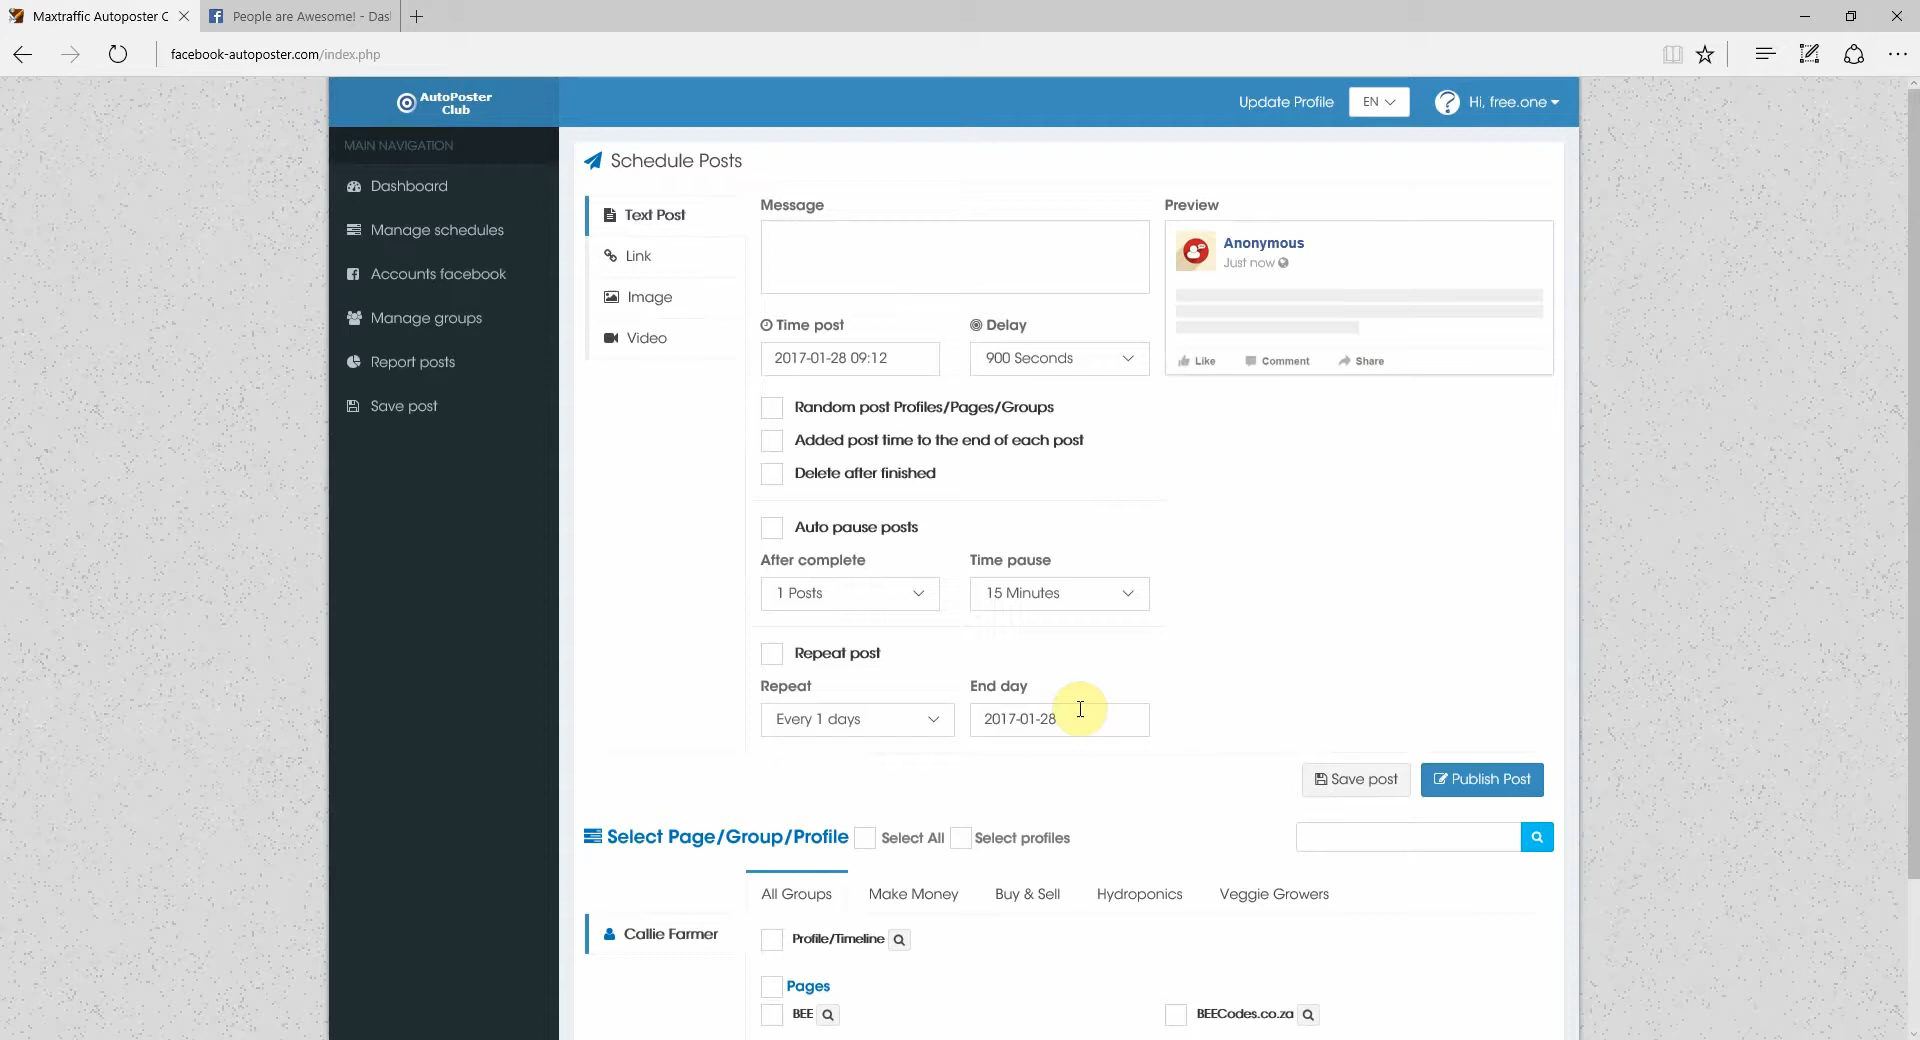 Maxtraffic Autoposter C
People are Awesome! - Das
facebook-autoposter.com/index.php
AutoPoster
Club
Update Profile
EN
Hi, free.one
MAIN NAVIGATION
Dashboard
Manage schedules
Accounts facebook
Manage groups
Report posts
Save post
Schedule Posts
Text Post
Link
Image
Video
Message
Time post
Delay
2017-01-28 09:12
900 Seconds
Random post Profiles/Pages/Groups
Added post time to the end of each post
Delete after finished
Auto pause posts
After complete
Time pause
1 Posts
15 Minutes
Repeat post
Repeat
End day
Every 1 days
2017-01-28
Preview
Anonymous
Just now
Like
Comment
Share
Save post
Publish Post
Select Page/Group/Profile
Select All
Select profiles
All Groups
Make Money
Buy & Sell
Hydroponics
Veggie Growers
Callie Farmer
Profile/Timeline
Pages
BEE
BEECodes.co.za